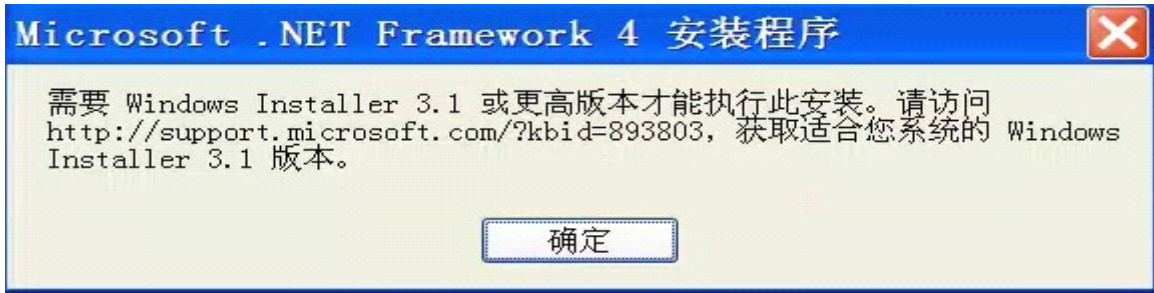 Microsoft .NET Framework 4 安装程序
需要 Windows Installer 3.1 或更高版本才能执行此安装。请访问
http://support.microsoft.com/?kbid=893803, 获取适合您系统的 Windows
Installer 3.1 版本。
确定